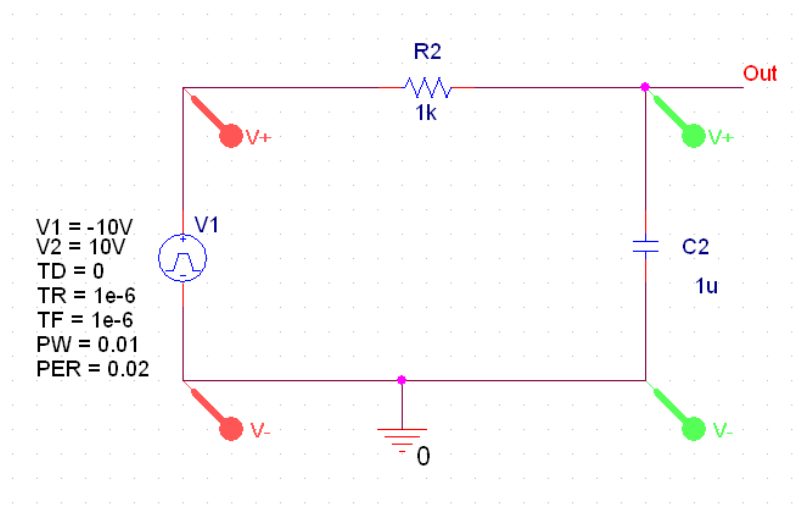 R2
Out
1k
V+
V+
V1
V1 = -10V
V2 = 10V
TD = 0
TR = 1e-6
TF = 1e-6
PW = 0.01
PER = 0.02
C2
1u
V-
V-
0